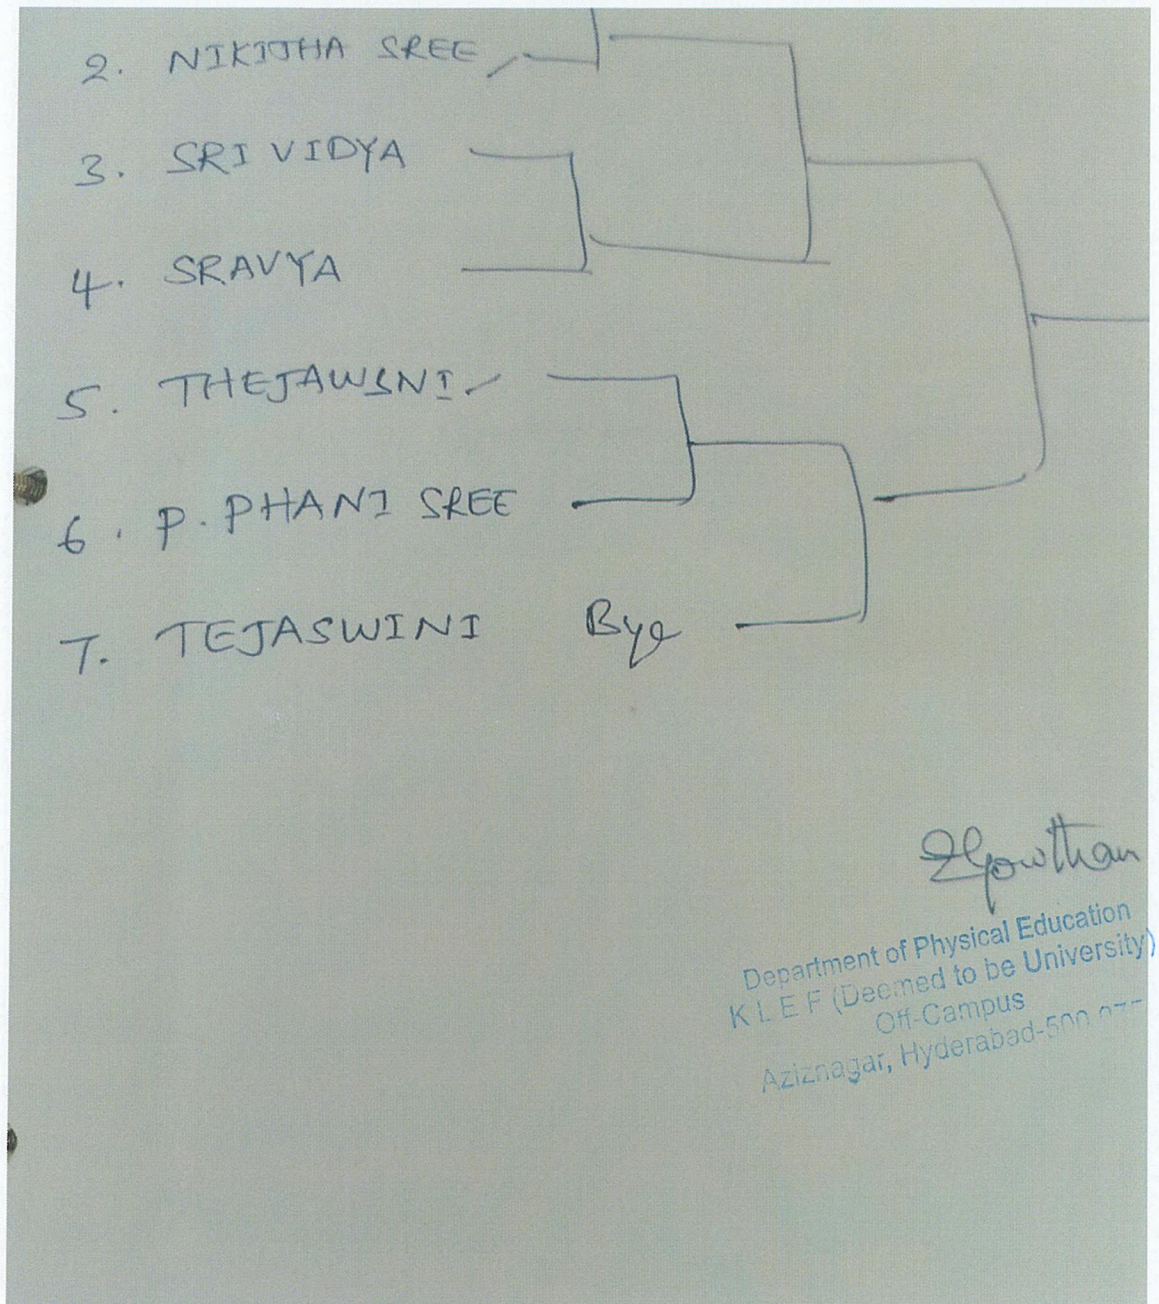 2. NIKITHA SREE
3. SRI VIDYA
4. SRAVYA
5. THEJAWSNI
6. P. PHANI SREE
7. TEJASWINI Bye
Department of Physical Education
K L E F (Deemed to be University)
Off-Campus
Aziznagar, Hyderabad-500